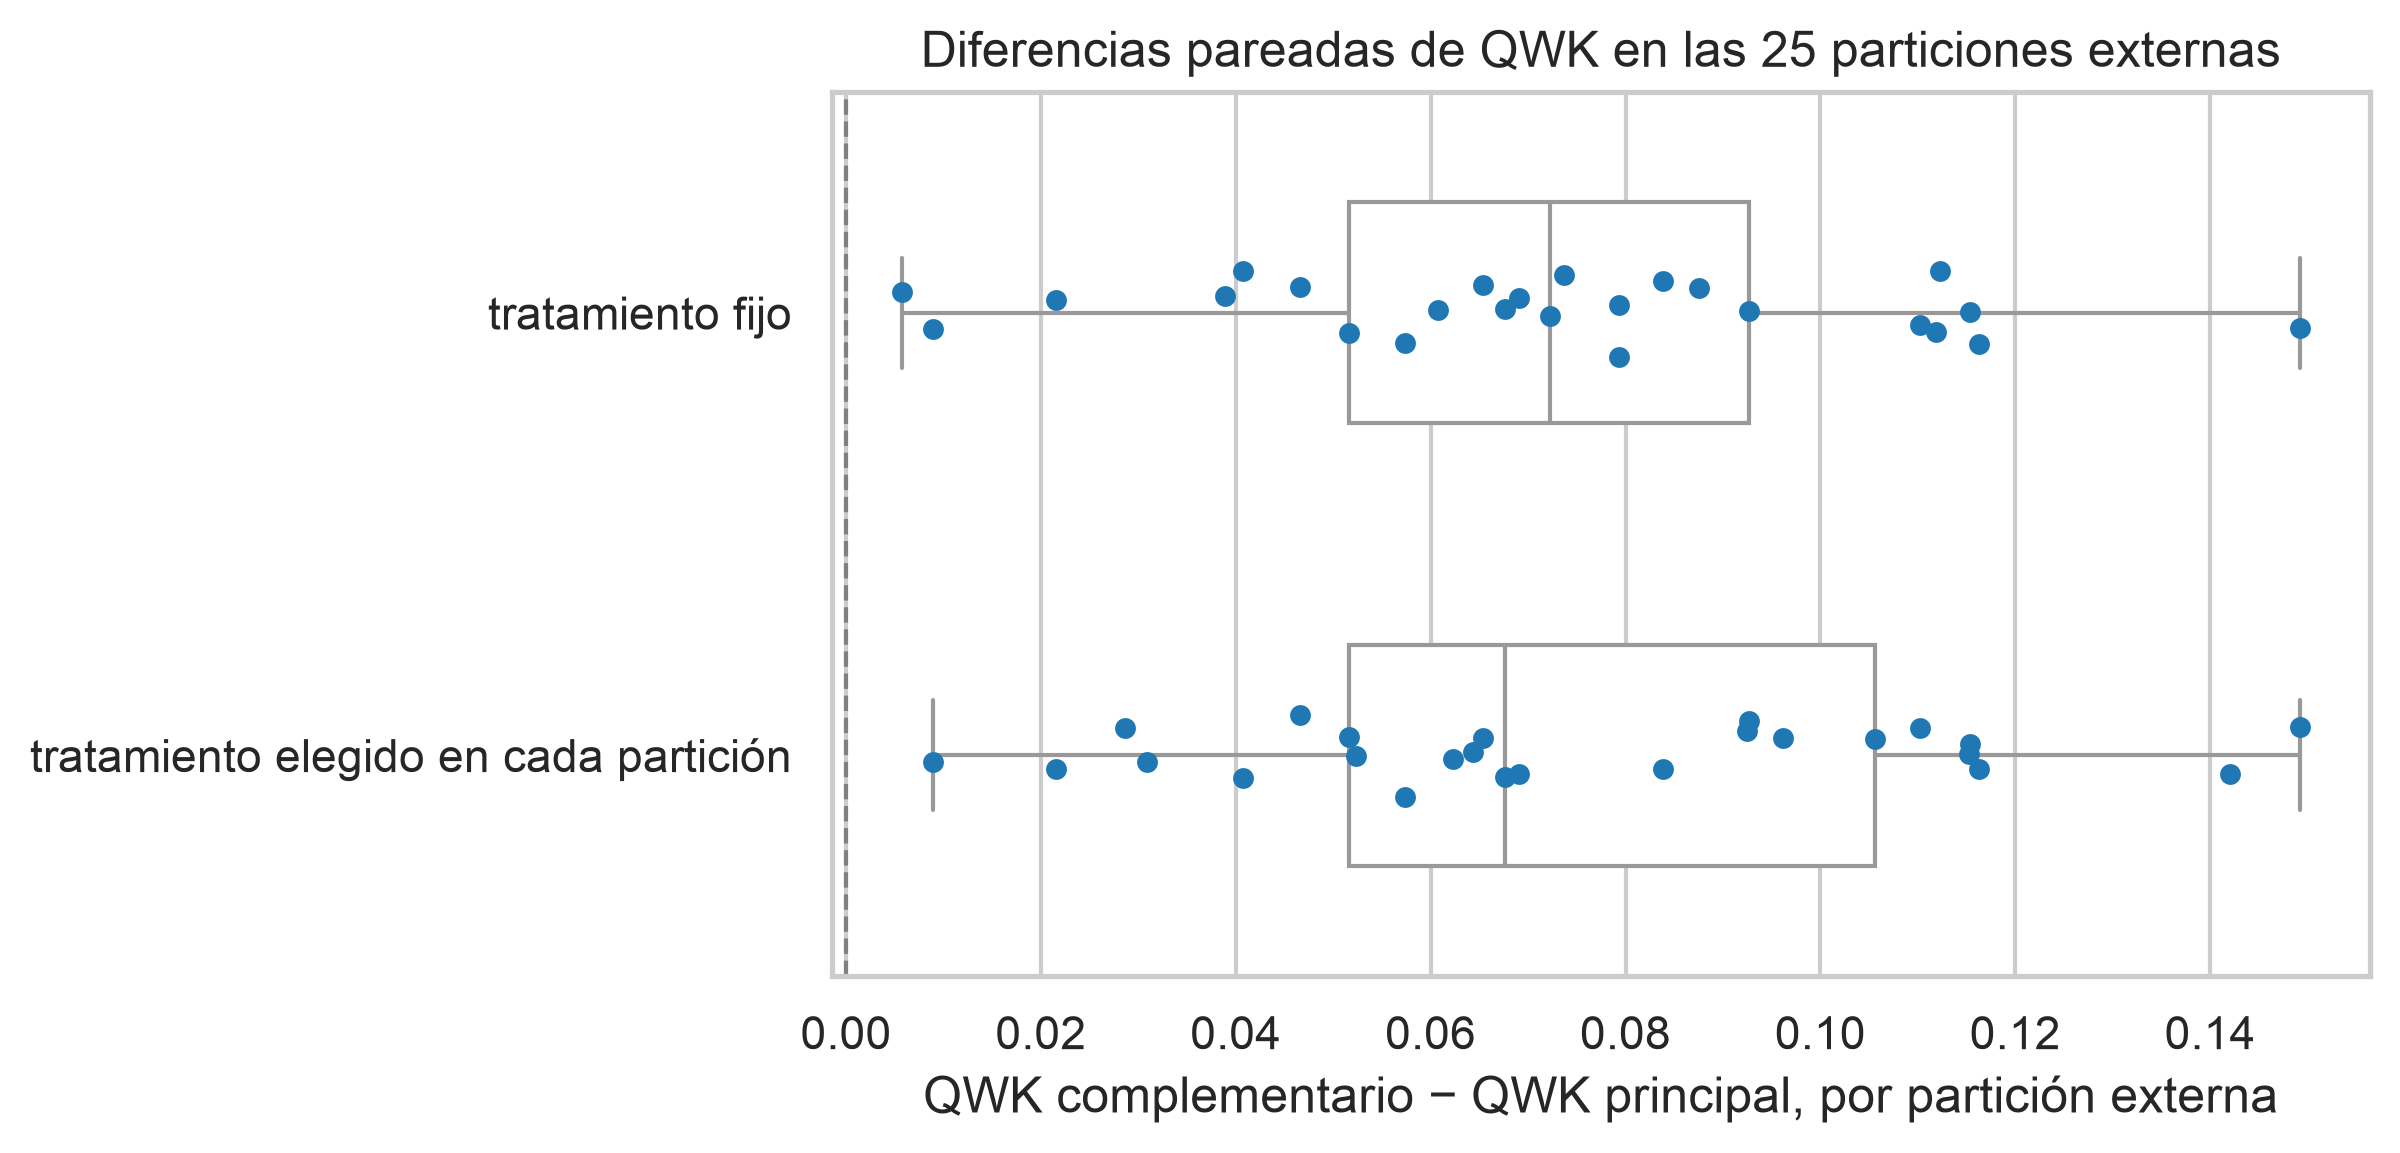 Diferencias pareadas de QWK en las 25 particiones externas
tratamiento fijo
tratamiento elegido en cada partición
0.00 0.02 0.04 0.06 0.08 0.10 0.12 0.14
QWK complementario − QWK principal, por partición externa